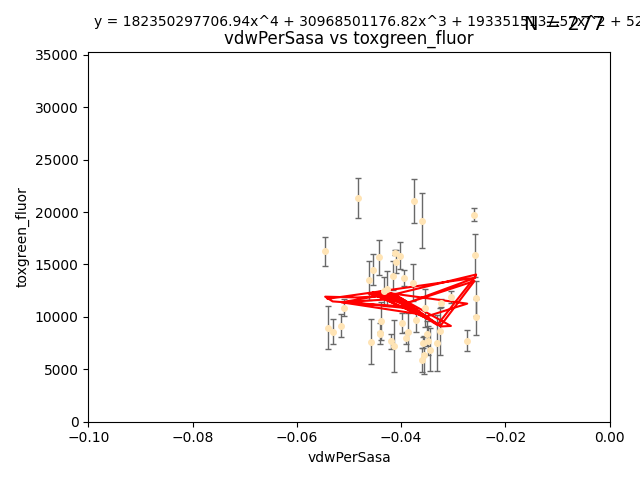 y = 182350297706.94x^4 + 30968501176.82x^3 +
N = 277
vdwPerSasa vs toxgreen_fluor
35000
30000
25000
20000
15000
10000
5000
0
toxgreen_fluor
−0.10
−0.08
−0.06
−0.04
−0.02
0.00
vdwPerSasa